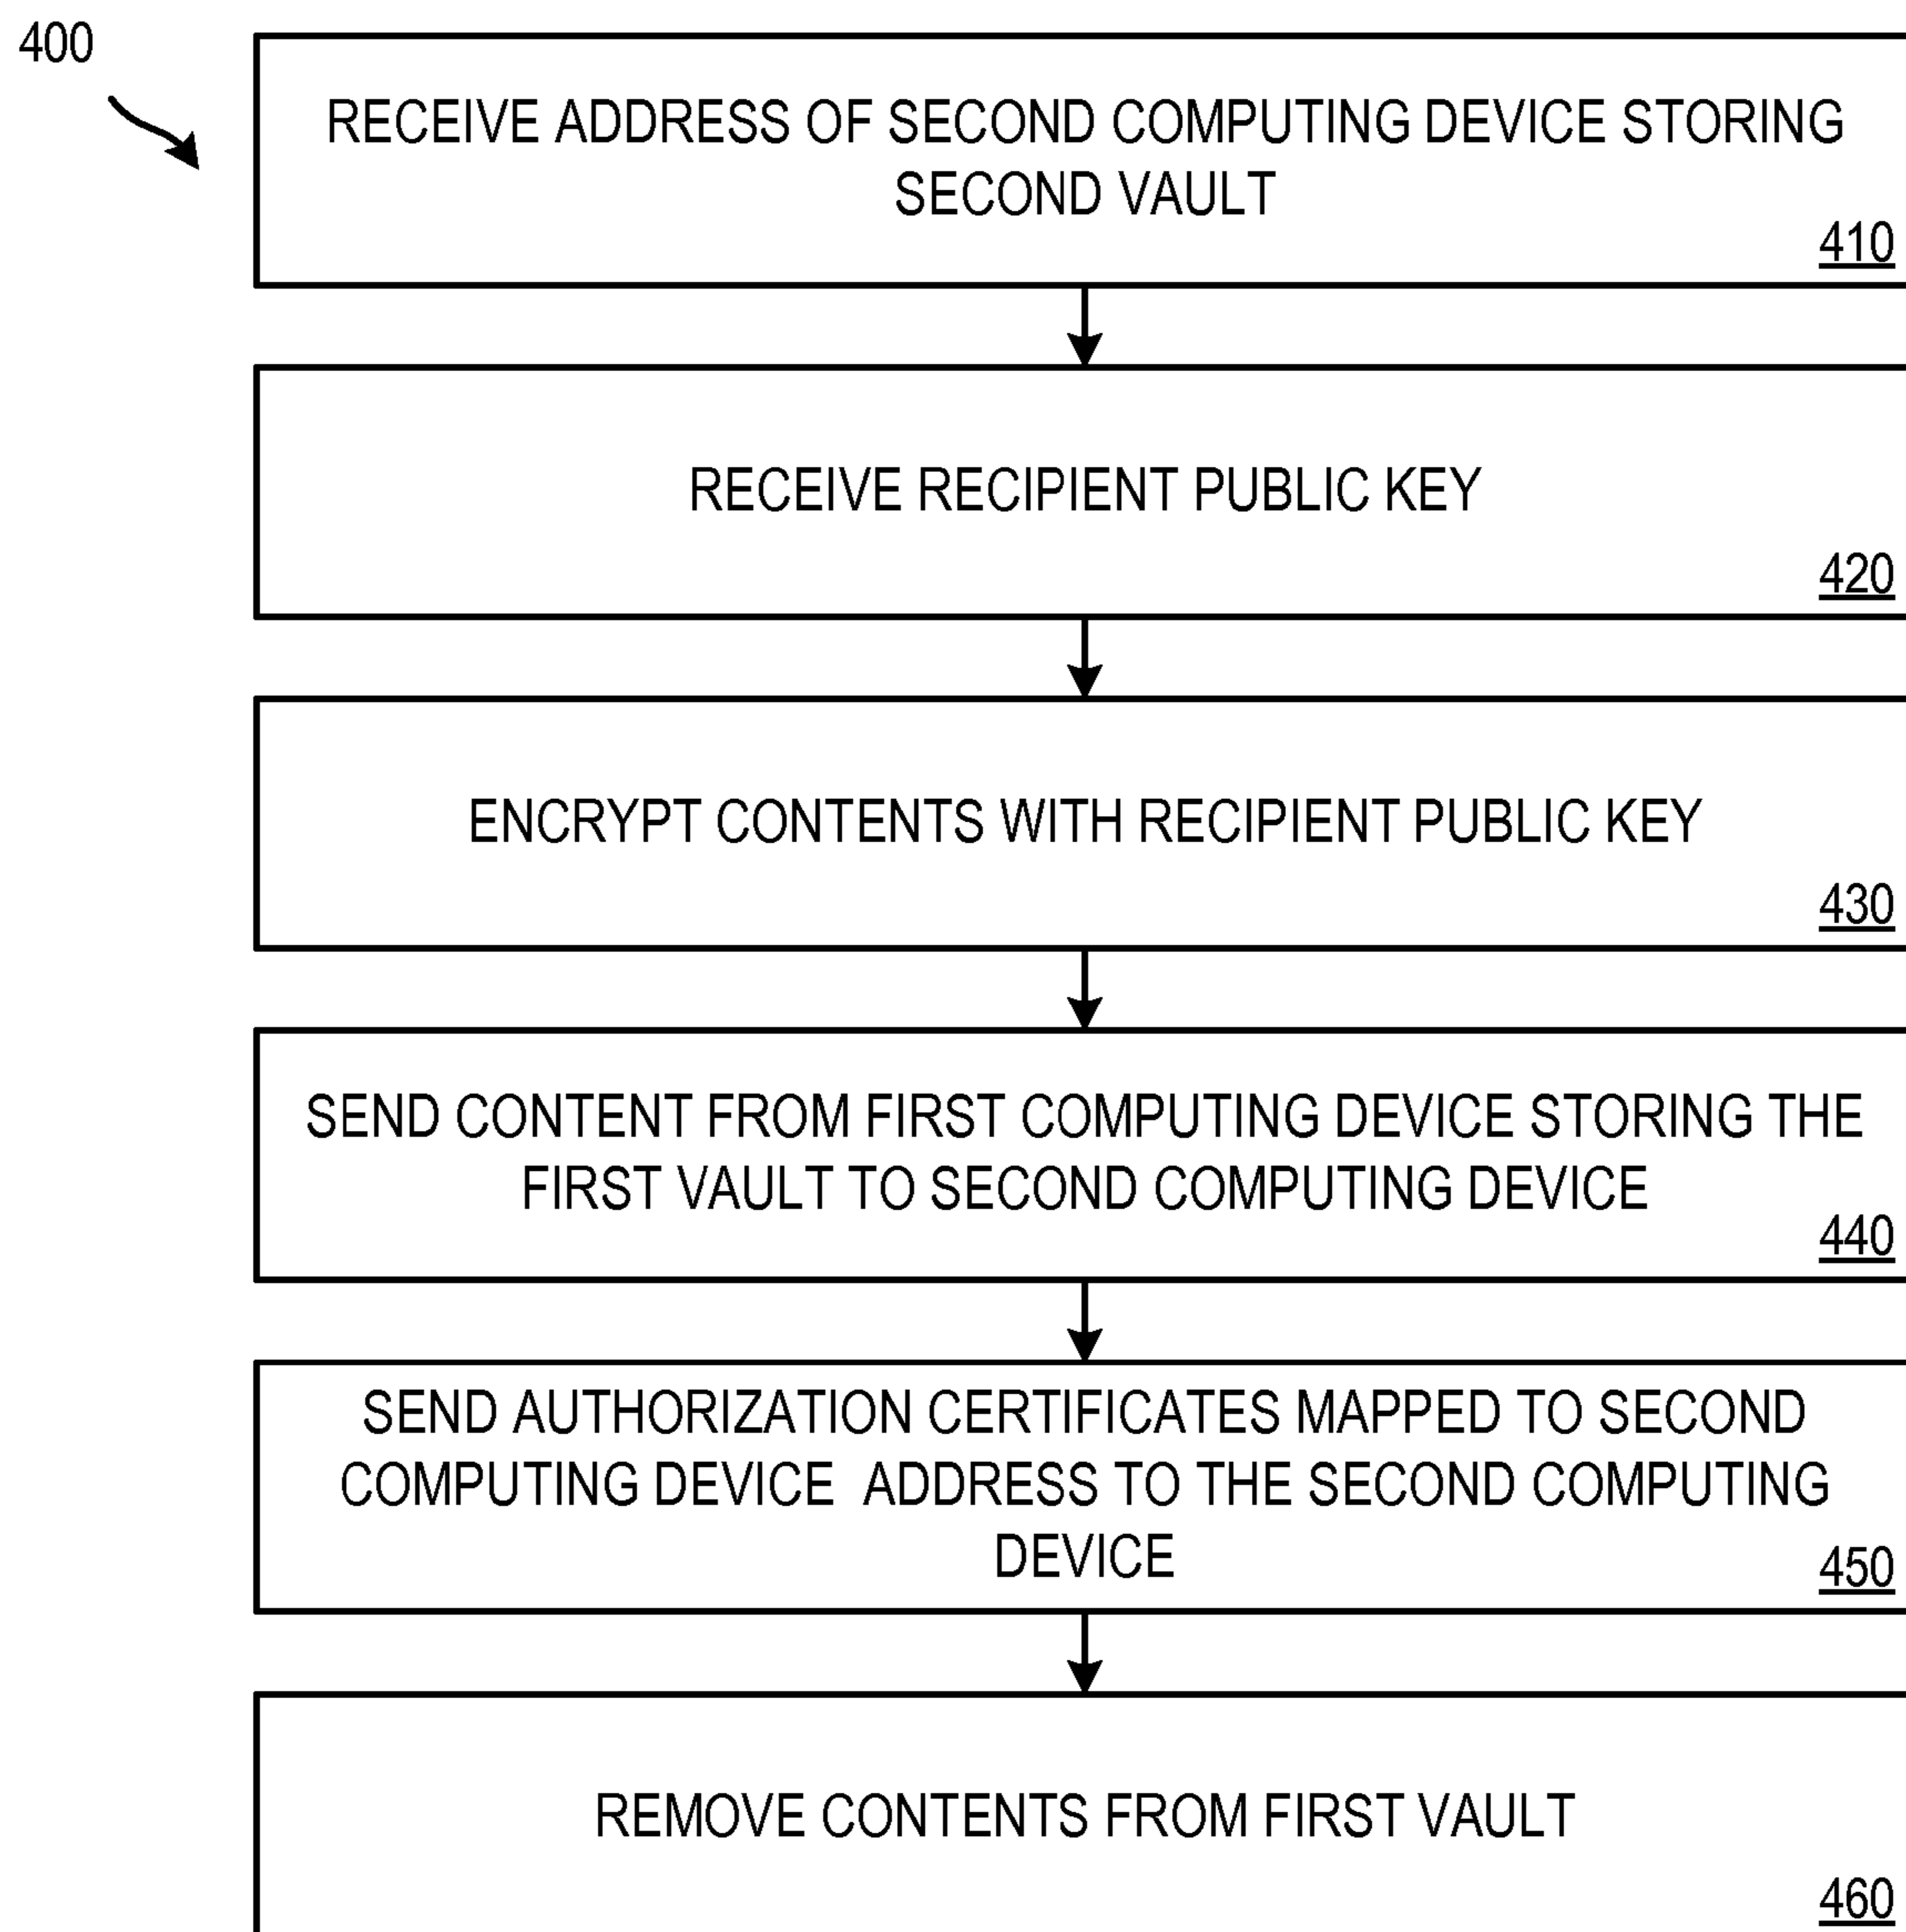 400
RECEIVE ADDRESS OF SECOND COMPUTING DEVICE STORING
SECOND VAULT
410
RECEIVE RECIPIENT PUBLIC KEY
420
ENCRYPT CONTENTS WITH RECIPIENT PUBLIC KEY
430
SEND CONTENT FROM FIRST COMPUTING DEVICE STORING THE
FIRST VAULT TO SECOND COMPUTING DEVICE
440
SEND AUTHORIZATION CERTIFICATES MAPPED TO SECOND
COMPUTING DEVICE ADDRESS TO THE SECOND COMPUTING
DEVICE
450
REMOVE CONTENTS FROM FIRST VAULT
460